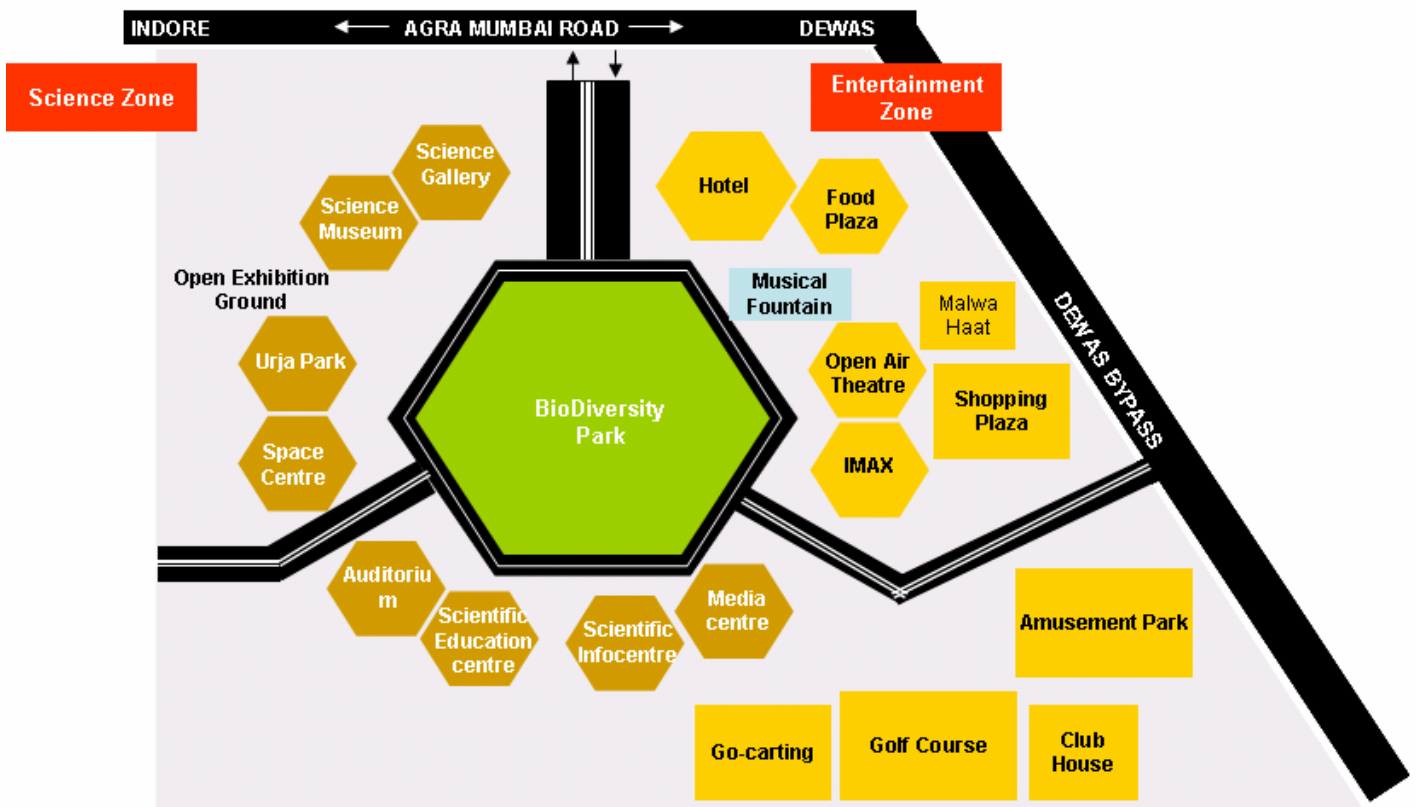 INDORE ← AGRA MUMBAI ROAD → DEWAS
Science Zone
Entertainment
Zone
Science
Gallery
Science
Museum
Hotel
Food
Plaza
Open Exhibition
Ground
Musical
Fountain
Malwa
Haat
DEWAS BYPASS
Urja Park
Open Air
Theatre
Shopping
Plaza
BioDiversity
Park
Space
Centre
IMAX
Auditoriu
m
Scientific
Education
centre
Scientific
Infocentre
Media
centre
Amusement Park
Go-carting
Golf Course
Club
House